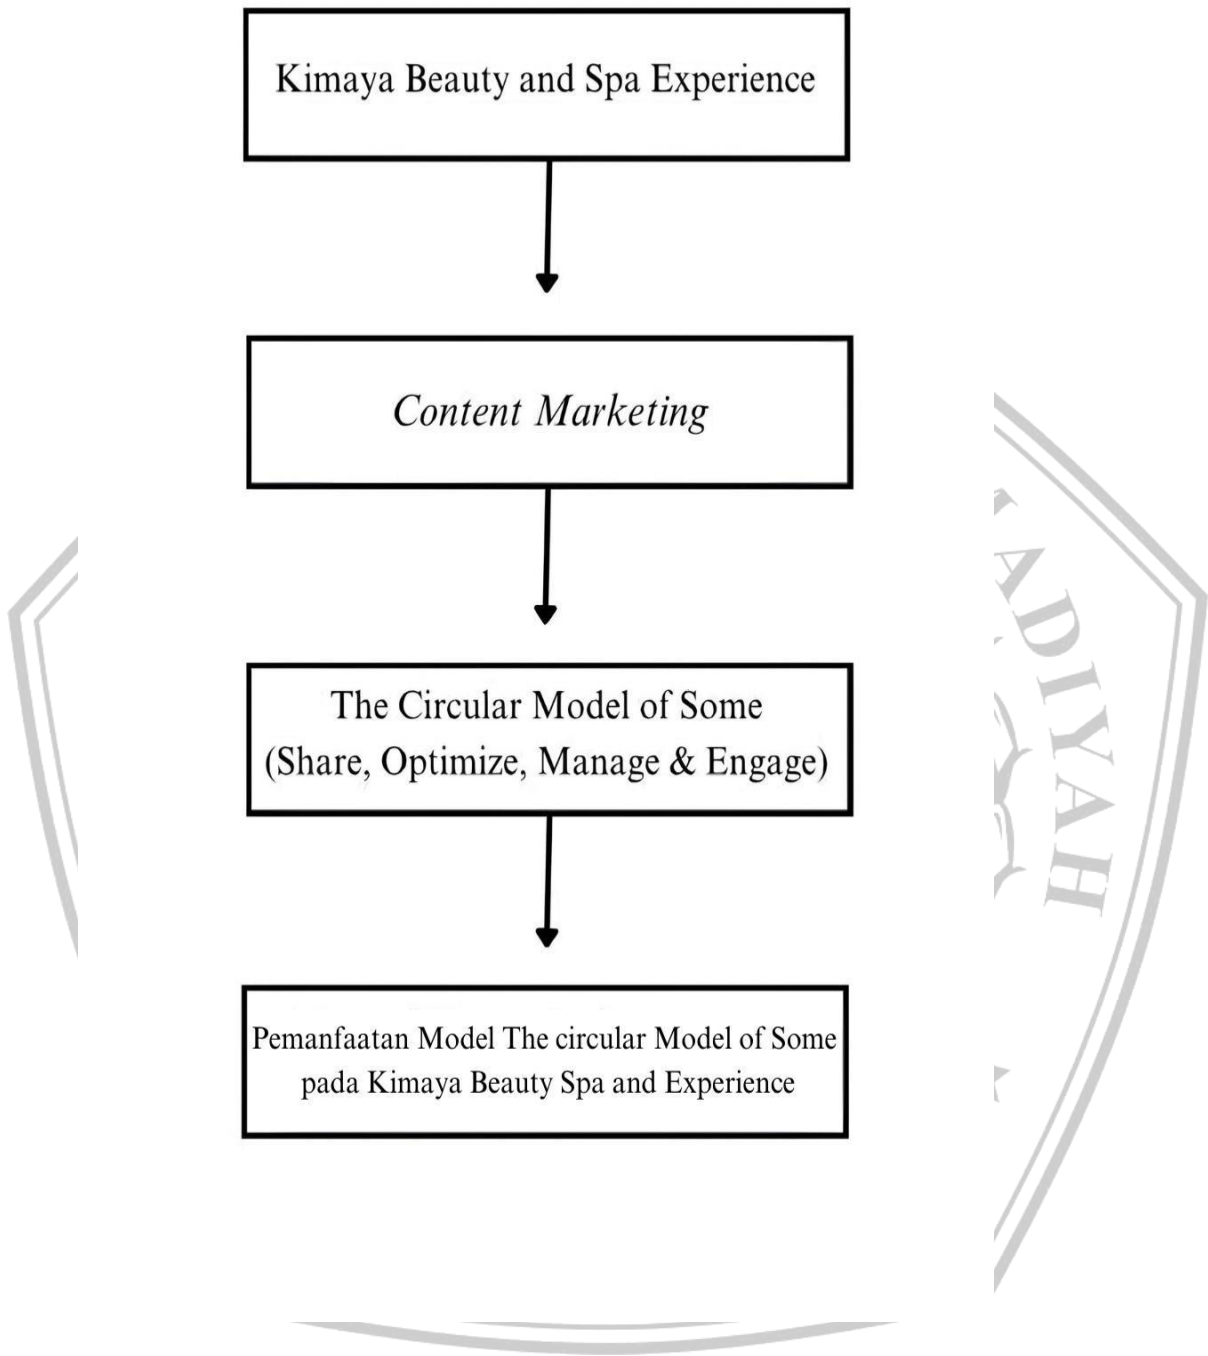 Kimaya Beauty and Spa Experience
Content Marketing
The Circular Model of Some
(Share, Optimize, Manage & Engage)
Pemanfaatan Model The circular Model of Some
pada Kimaya Beauty Spa and Experience